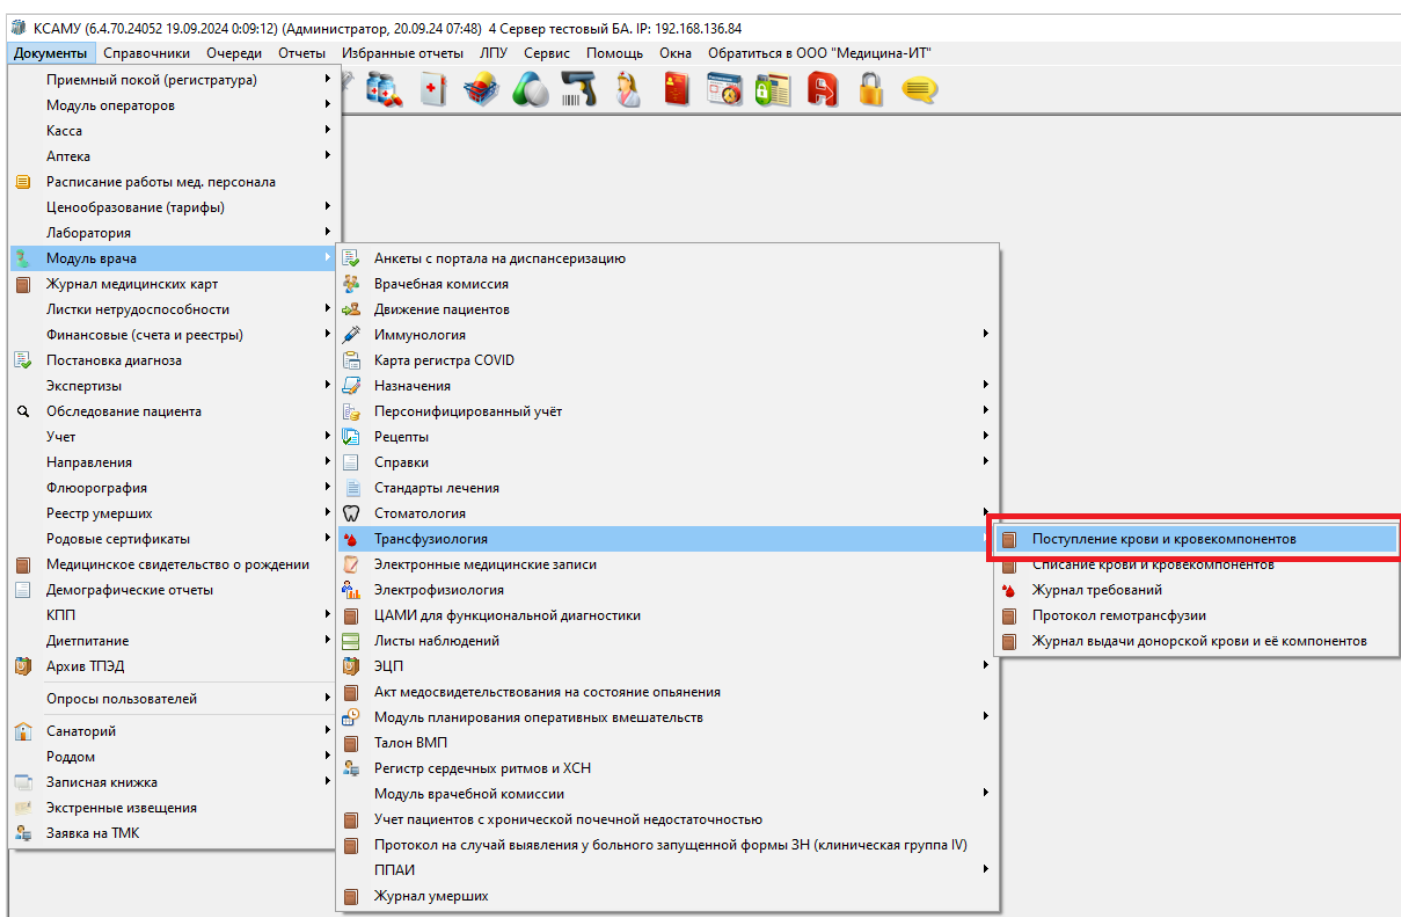 КСАМУ (6.4.70.24052 19.09.2024 0:09:12) (Администратор, 20.09.24 07:48) 4 Сервер тестовый БА. IP: 192.168.136.84
Документы Справочники Очереди Отчеты Избранные отчеты ЛПУ Сервис Помощь Окна Обратиться в ООО "Медицина-ИТ"
Приемный покой (регистратура)
Модуль операторов
Касса
Аптека
Расписание работы мед. персонала
Ценообразование (тарифы)
Лаборатория
Модуль врача
Журнал медицинских карт
Листки нетрудоспособности
Финансовые (счета и реестры)
Постановка диагноза
Экспертизы
Обследование пациента
Учет
Направления
Флюорография
Реестр умерших
Родовые сертификаты
Медицинское свидетельство о рождении
Демографические отчеты
КПП
Диетпитание
Архив ТПЭД
Опросы пользователей
Санаторий
Роддом
Записная книжка
Экстренные извещения
Заявка на ТМК
Анкеты с портала на диспансеризацию
Врачебная комиссия
Движение пациентов
Иммунология
Карта регистра COVID
Назначения
Персонифицированный учёт
Рецепты
Справки
Стандарты лечения
Стоматология
Трансфузиология
Электронные медицинские записи
Электрофизиология
ЦАМИ для функциональной диагностики
Листы наблюдений
ЭЦП
Акт медосвидетельствования на состояние опьянения
Модуль планирования оперативных вмешательств
Талон ВМП
Регистр сердечных ритмов и ХСН
Модуль врачебной комиссии
Учет пациентов с хронической почечной недостаточностью
Протокол на случай выявления у больного запущенной формы ЗН (клиническая группа IV)
ППАИ
Журнал умерших
Поступление крови и кровекомпонентов
Списание крови и кровекомпонентов
Журнал требований
Протокол гемотрансфузии
Журнал выдачи донорской крови и её компонентов